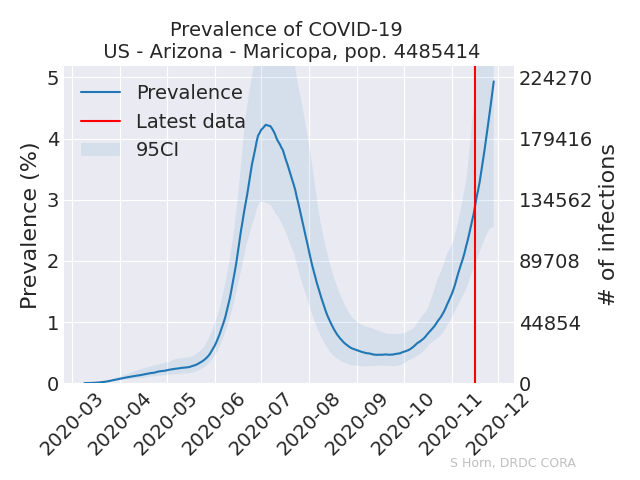 Prevalence of COVID-19
US - Arizona - Maricopa, pop. 4485414
Prevalence
Latest data
95CI
Prevalence (%)
5
4
3
2
1
0
224270
179416
134562
89708
44854
0
# of infections
2020-03
2020-04
2020-05
2020-06
2020-07
2020-08
2020-09
2020-10
2020-11
2020-12
S Horn, DRDC CORA